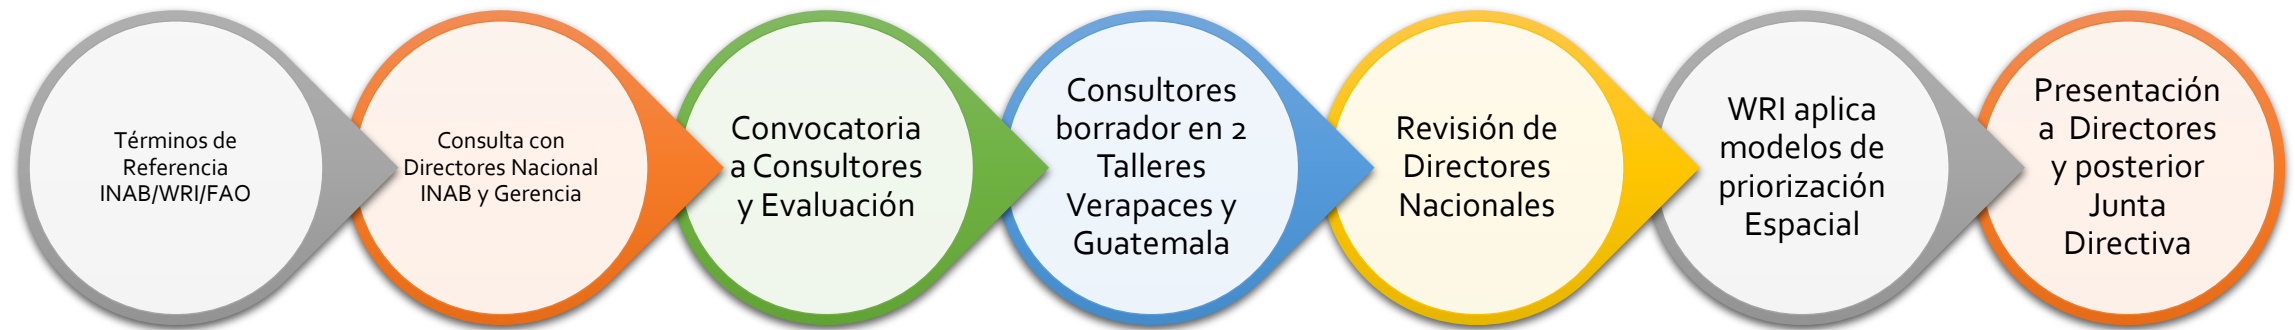 Términos de
Referencia
INAB/WRI/FAO
Consulta con
Directores Nacional
INAB y Gerencia
Convocatoria
a Consultores
y Evaluación
Consultores
borrador en 2
Talleres
Verapaces y
Guatemala
Revisión de
Directores
Nacionales
WRI aplica
modelos de
priorización
Espacial
Presentación
a Directores
y posterior
Junta
Directiva